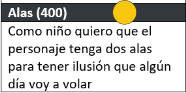 Alas (400)
Como niño quiero que el
personaje tenga dos alas
para tener ilusión que algún
día voy a volar